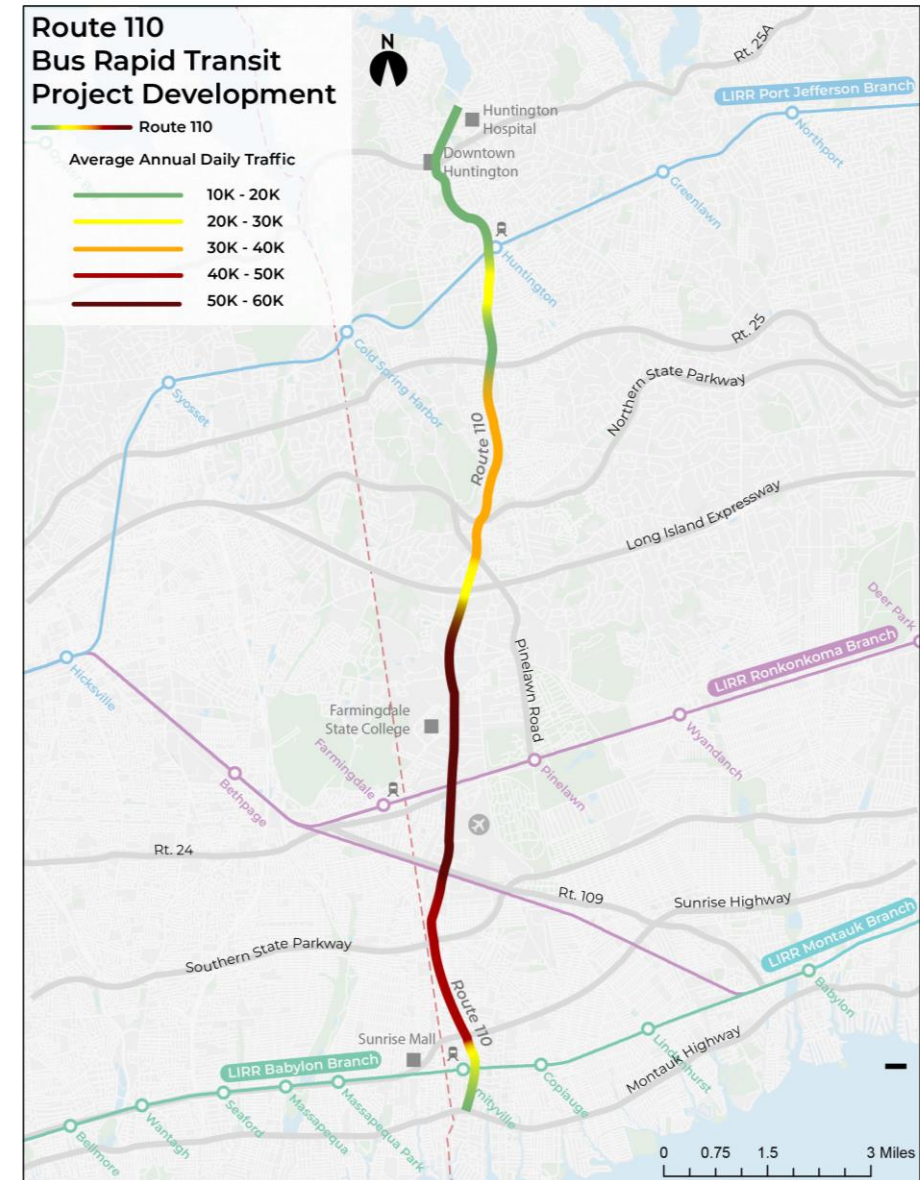 Route 110
Bus Rapid Transit
Project Development
Route 110
Average Annual Daily Traffic
10K - 20K
20K - 30K
30K - 40K
40K - 50K
50K - 60K
N
Rt. 25A
LIRR Port Jefferson Branch
Huntington
Hospital
Downtown
Huntington
Northport
Greenlawn
Huntington
Cold Spring Harbor
Syosset
Rt. 25
Northern State Parkway
Route 110
Long Island Expressway
Deer Park
Pinelawn Road
LIRR Ronkonkoma Branch
Hicksville
Farmingdale
State College
Wyandanch
Farmingdale
Pinelawn
Bethpage
Rt. 24
Rt. 109
Sunrise Highway
Southern State Parkway
LIRR Montauk Branch
Route 110
Babylon
Sunrise Mall
Lindenhurst
Montauk Highway
LIRR Babylon Branch
Copiauge
mityville
Massapequa Park
Massapequa
Seaford
Wantagh
Bellmore
0 0.75 1.5 3 Miles